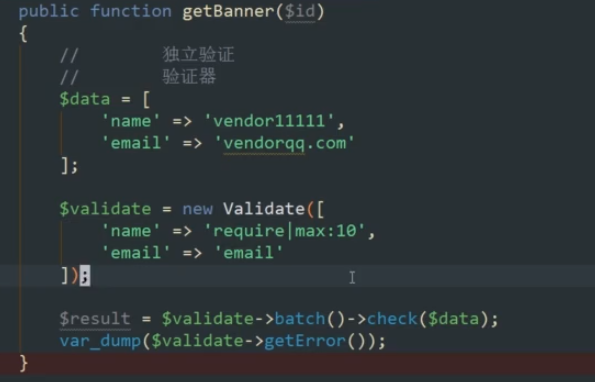 public function getBanner($id)
{
//        独立验证
//        验证器
$data = [
'name' => 'vendor11111',
'email' => 'vendorqq.com'
];
$validate = new Validate([
'name' => 'require|max:10',
'email' => 'email'
]);
$result = $validate->batch()->check($data);
var_dump($validate->getError());
}